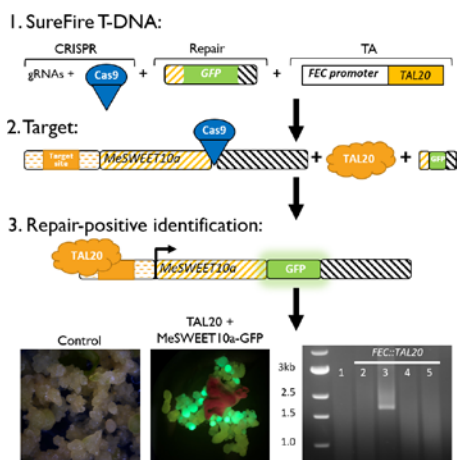 1. SureFire T-DNA:
CRISPR Repair TA
gRNAs + Cas9 + GFP + FEC promoter TAL20
2. Target:
Cas9
Target site MeSWEET10a + TAL20 + GFP
3. Repair-positive identification:
TAL20
MeSWEET10a GFP
Control
TAL20 +
MeSWEET10a-GFP
FEC::TAL20
3kb 1 2 3 4 5
2.5
1.5
1.0